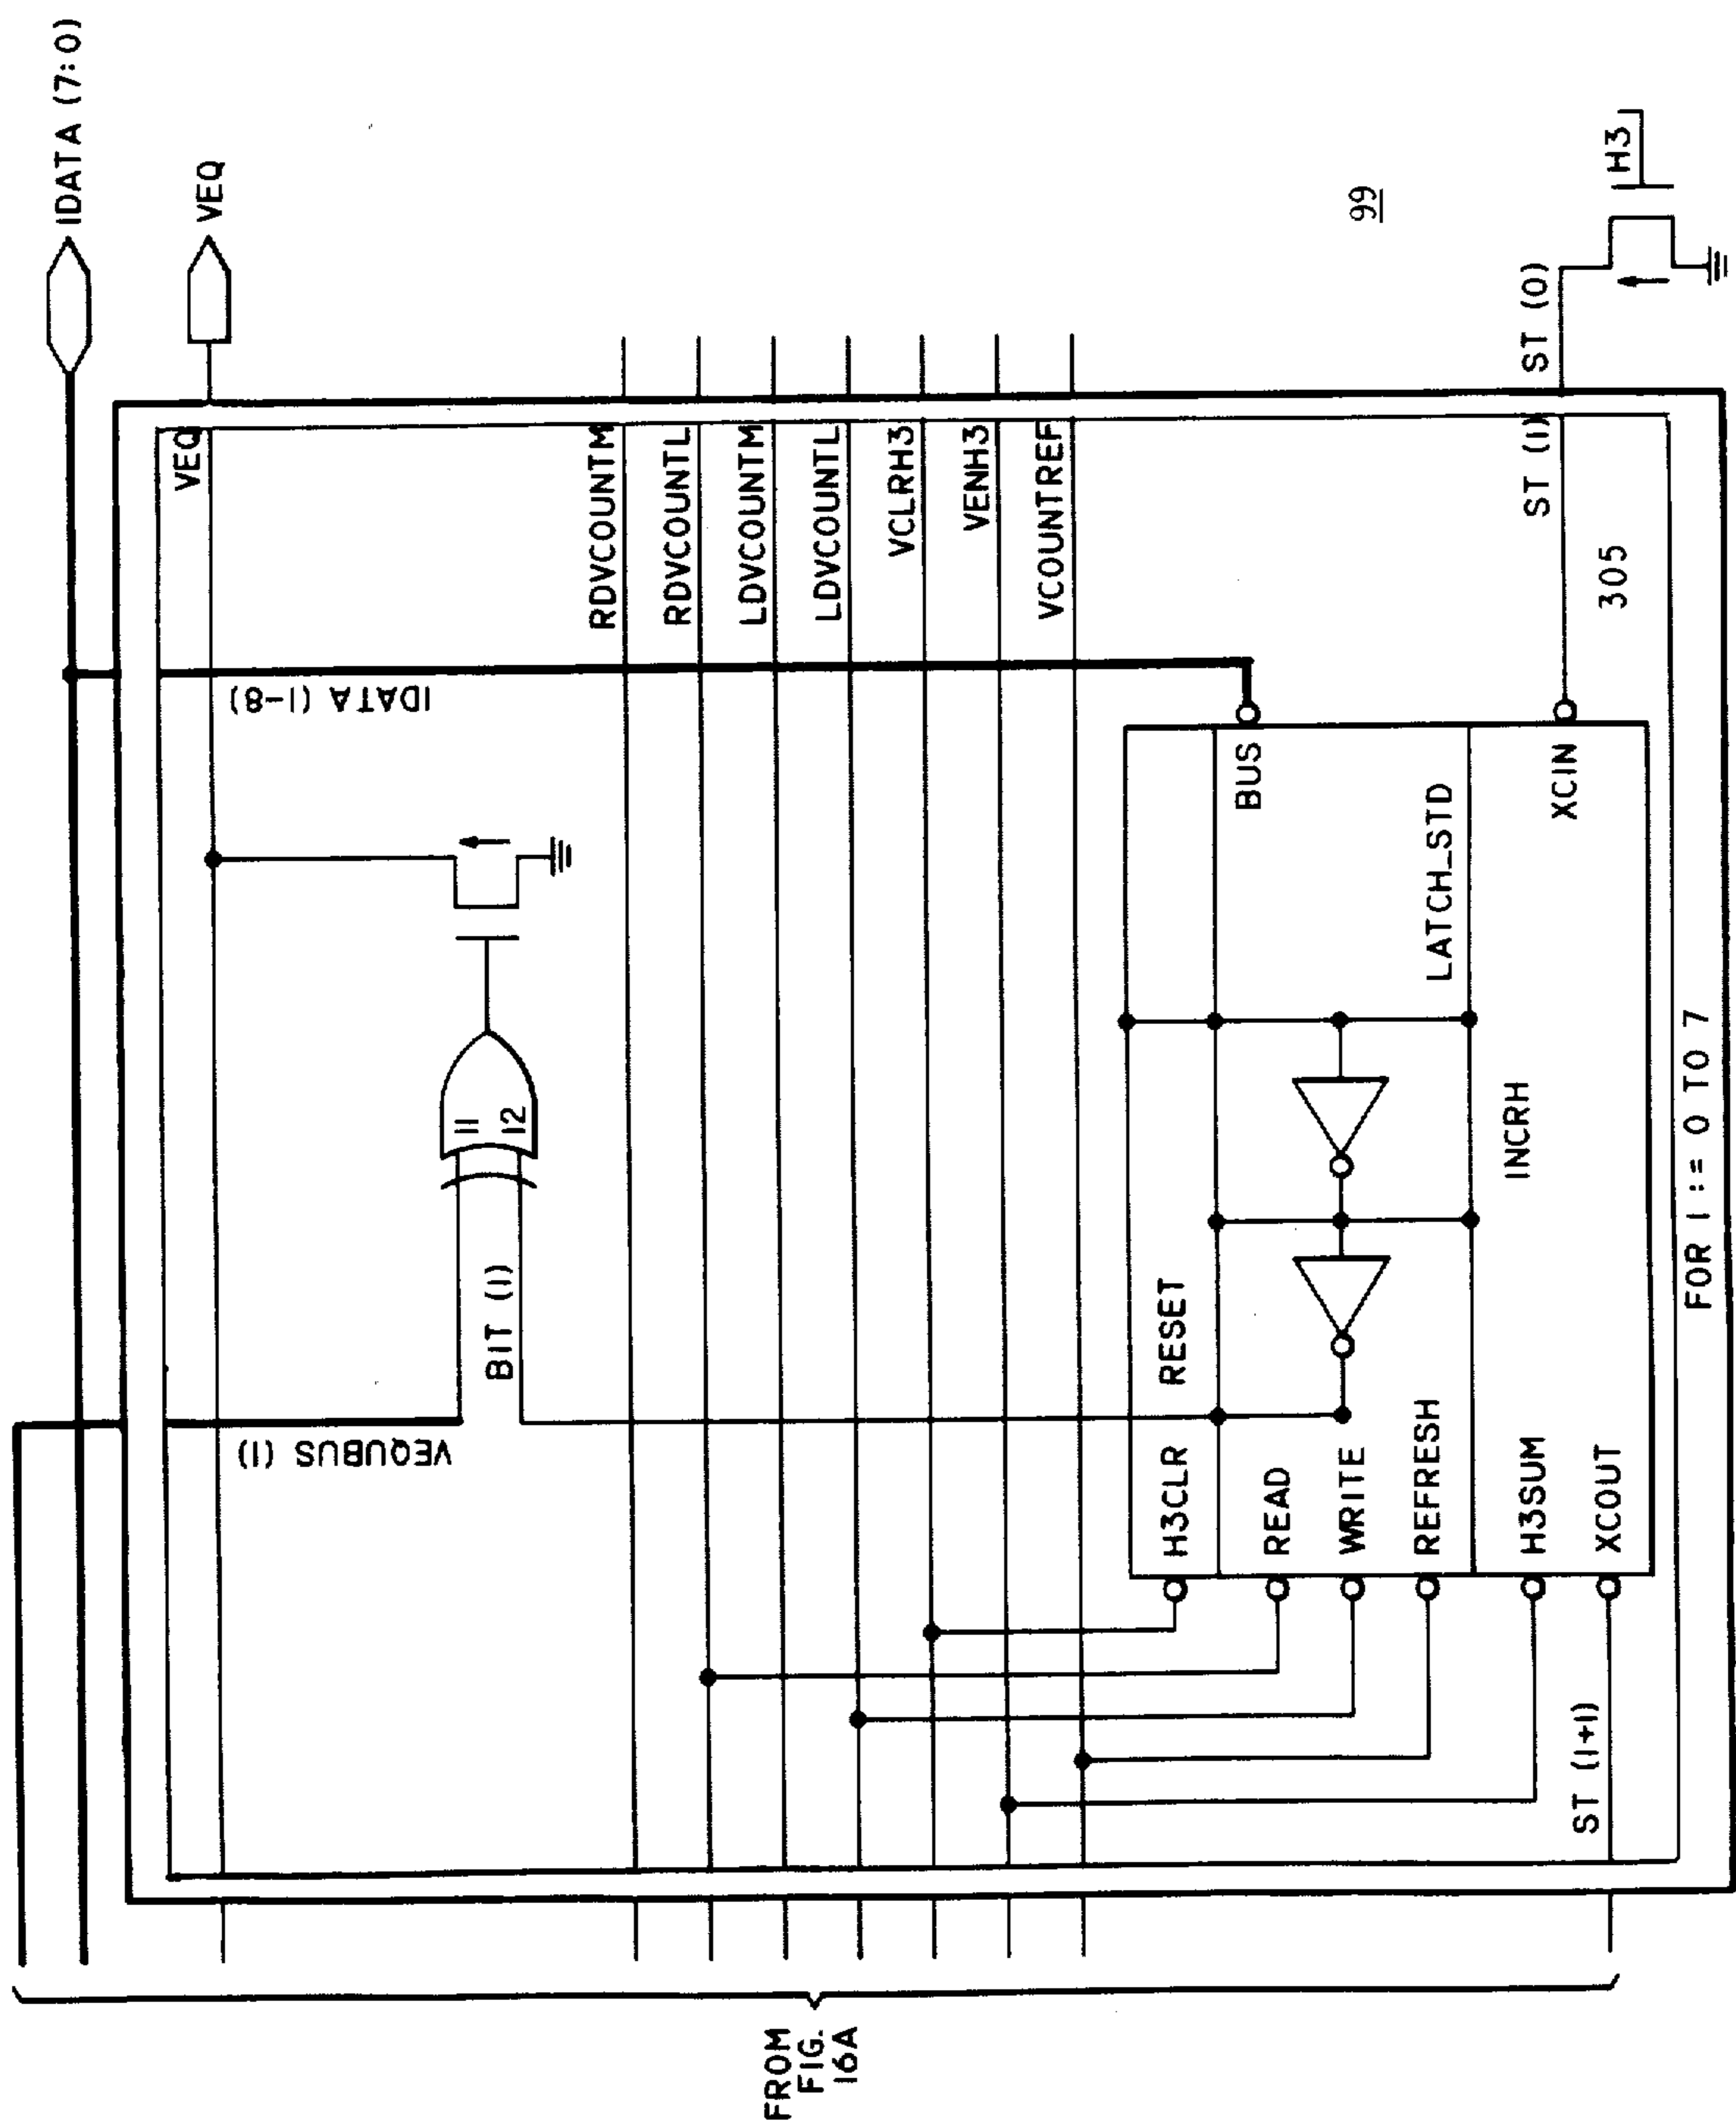 IDATA (7:0)
VEQ
VEQ
IDATA (I-8)
VEQUBUS (I)
BIT (I)
I1
I2
RDVCOUNTM
RDVCOUNTL
LDVCOUNTM
LDVCOUNTL
VCLRH3
VENH3
VCOUNTREF
H3CLR
RESET
READ
WRITE
REFRESH
BUS
LATCH_STD
H3SUM
XCOUT
INCRH
XCIN
ST (I+1)
ST (I)
ST (0)
H3
305
99
FOR I := 0 TO 7
FROM
FIG.
16A